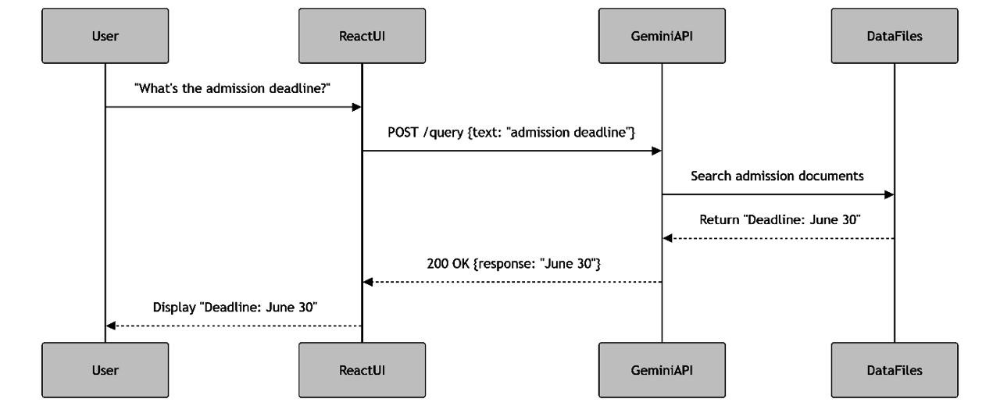 User
ReactUI
GeminiAPI
DataFiles
"What's the admission deadline?"
POST /query {text: "admission deadline"}
Search admission documents
Return "Deadline: June 30"
200 OK {response: "June 30"}
Display "Deadline: June 30"
User
ReactUI
GeminiAPI
DataFiles